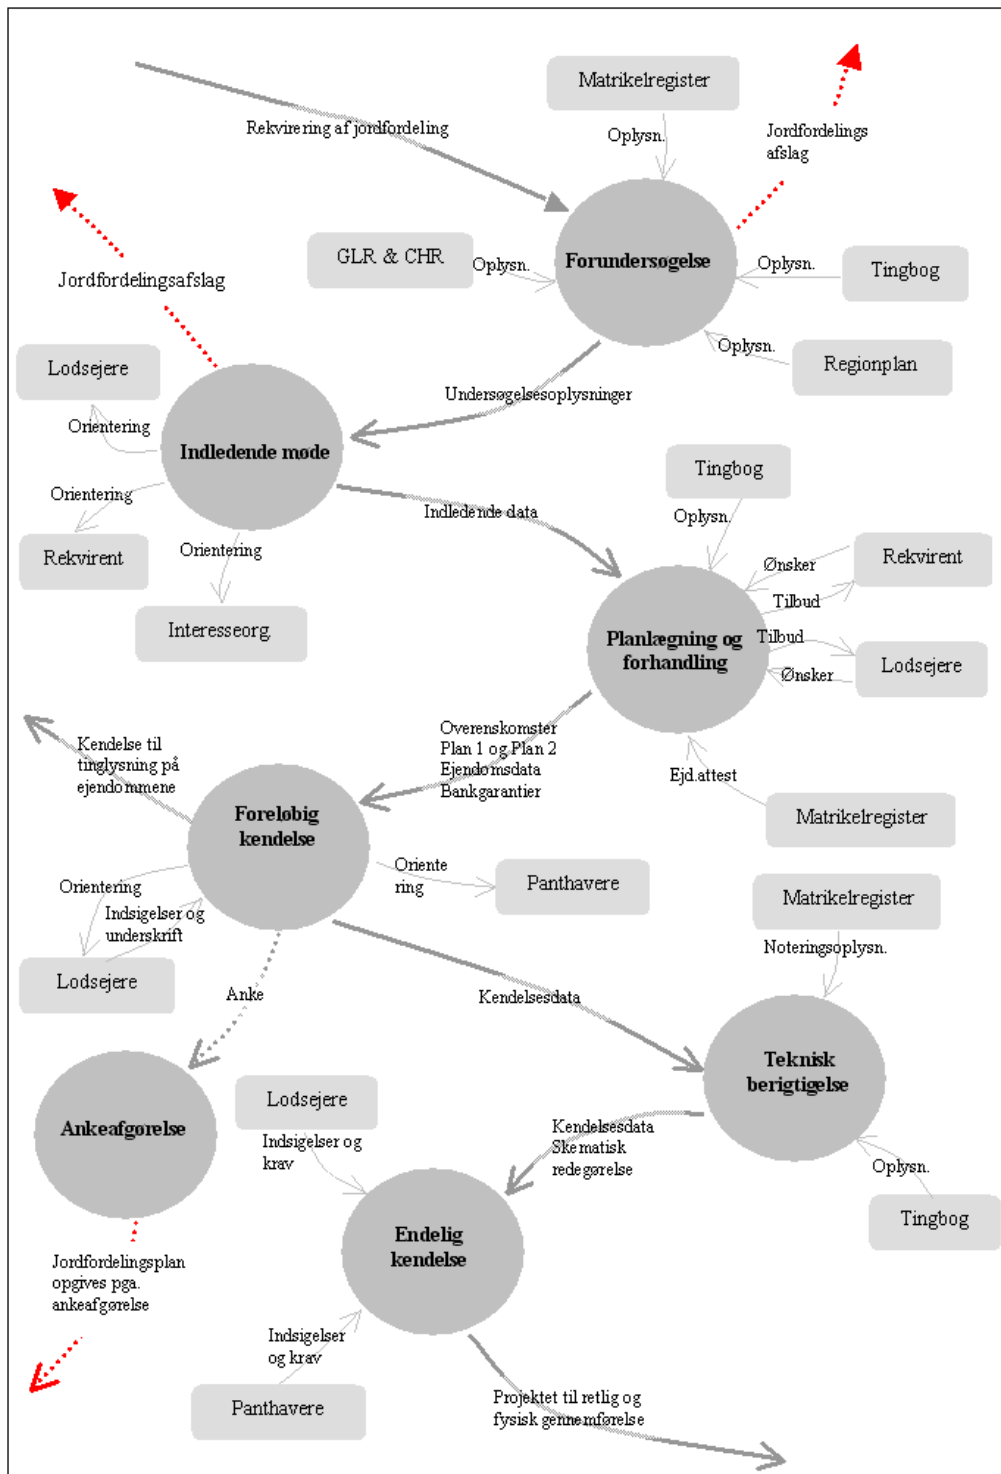 Matrikelregister
Rekvirering af jordfordeling
Oplysn.
Jordfordelings
afslag
GLR & CHR
Oplysn.
Forundersøgelse
Oplysn.
Tingbog
Jordfordelingsafslag
Oplysn.
Regionplan
Lodsejere
Undersøgelsesoplysninger
Orientering
Indledende møde
Tingbog
Orientering
Indledende data
Oplysn.
Rekvirent
Orientering
Ønsker
Rekvirent
Tilbud
Interesseorg.
Planlægning og
forhandling
Tilbud
Lodsejere
Ønsker
Kendelse til
tinglysning på
ejendommene
Overenskomster
Plan 1 og Plan 2
Ejendomsdata
Bankgarantier
Ejd.attest
Matrikelregister
Foreløbig
kendelse
Oriente
ring
Panthavere
Orientering
Indsigelser og
underskrift
Matrikelregister
Noteringsoplysn.
Lodsejere
Anke
Kendelsesdata
Teknisk
berigtigelse
Lodsejere
Ankeafgørelse
Indsigelser og
krav
Kendelsesdata
Skematisk
redegørelse
Oplysn.
Tingbog
Endelig
kendelse
Jordfordelingsplan
opgives pga.
ankeafgørelse
Indsigelser
og krav
Panthavere
Projektet til retlig og
fysisk gennemførelse